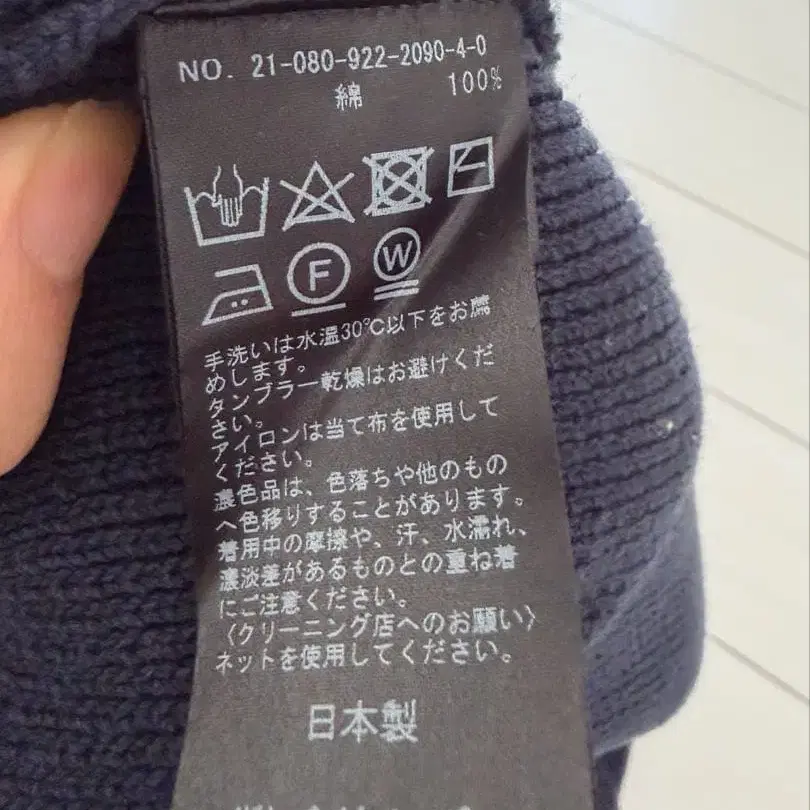 NO. 21-080-922-2090-4-0
綿 100%
F W
手洗いは水温30℃以下をお薦
めします。
タンブラー乾燥はお避けくだ
さい。
アイロンは当て布を使用して
ください。
濃色品は、色落ちや他のもの
へ色移りすることがあります。
着用中の摩擦や、汗、水濡れ、
濃淡差があるものとの重ね着
にご注意ください。
〈クリーニング店へのお願い〉
ネットを使用してください。
日本製